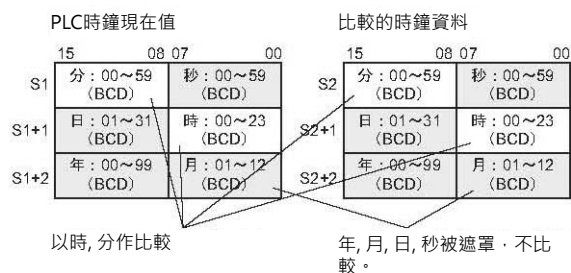 PLC時鐘現在值
比較的時鐘資料
15 08 07 00
15 08 07 00
S1
分：00～59
(BCD)
秒：00～59
(BCD)
S2
分：00～59
(BCD)
秒：00～59
(BCD)
S1+1
日：01～31
(BCD)
時：00～23
(BCD)
S2+1
日：01～31
(BCD)
時：00～23
(BCD)
S1+2
年：00～99
(BCD)
月：01～12
(BCD)
S2+2
年：00～99
(BCD)
月：01～12
(BCD)
以時, 分作比較
年, 月, 日, 秒被遮罩，不比
較。